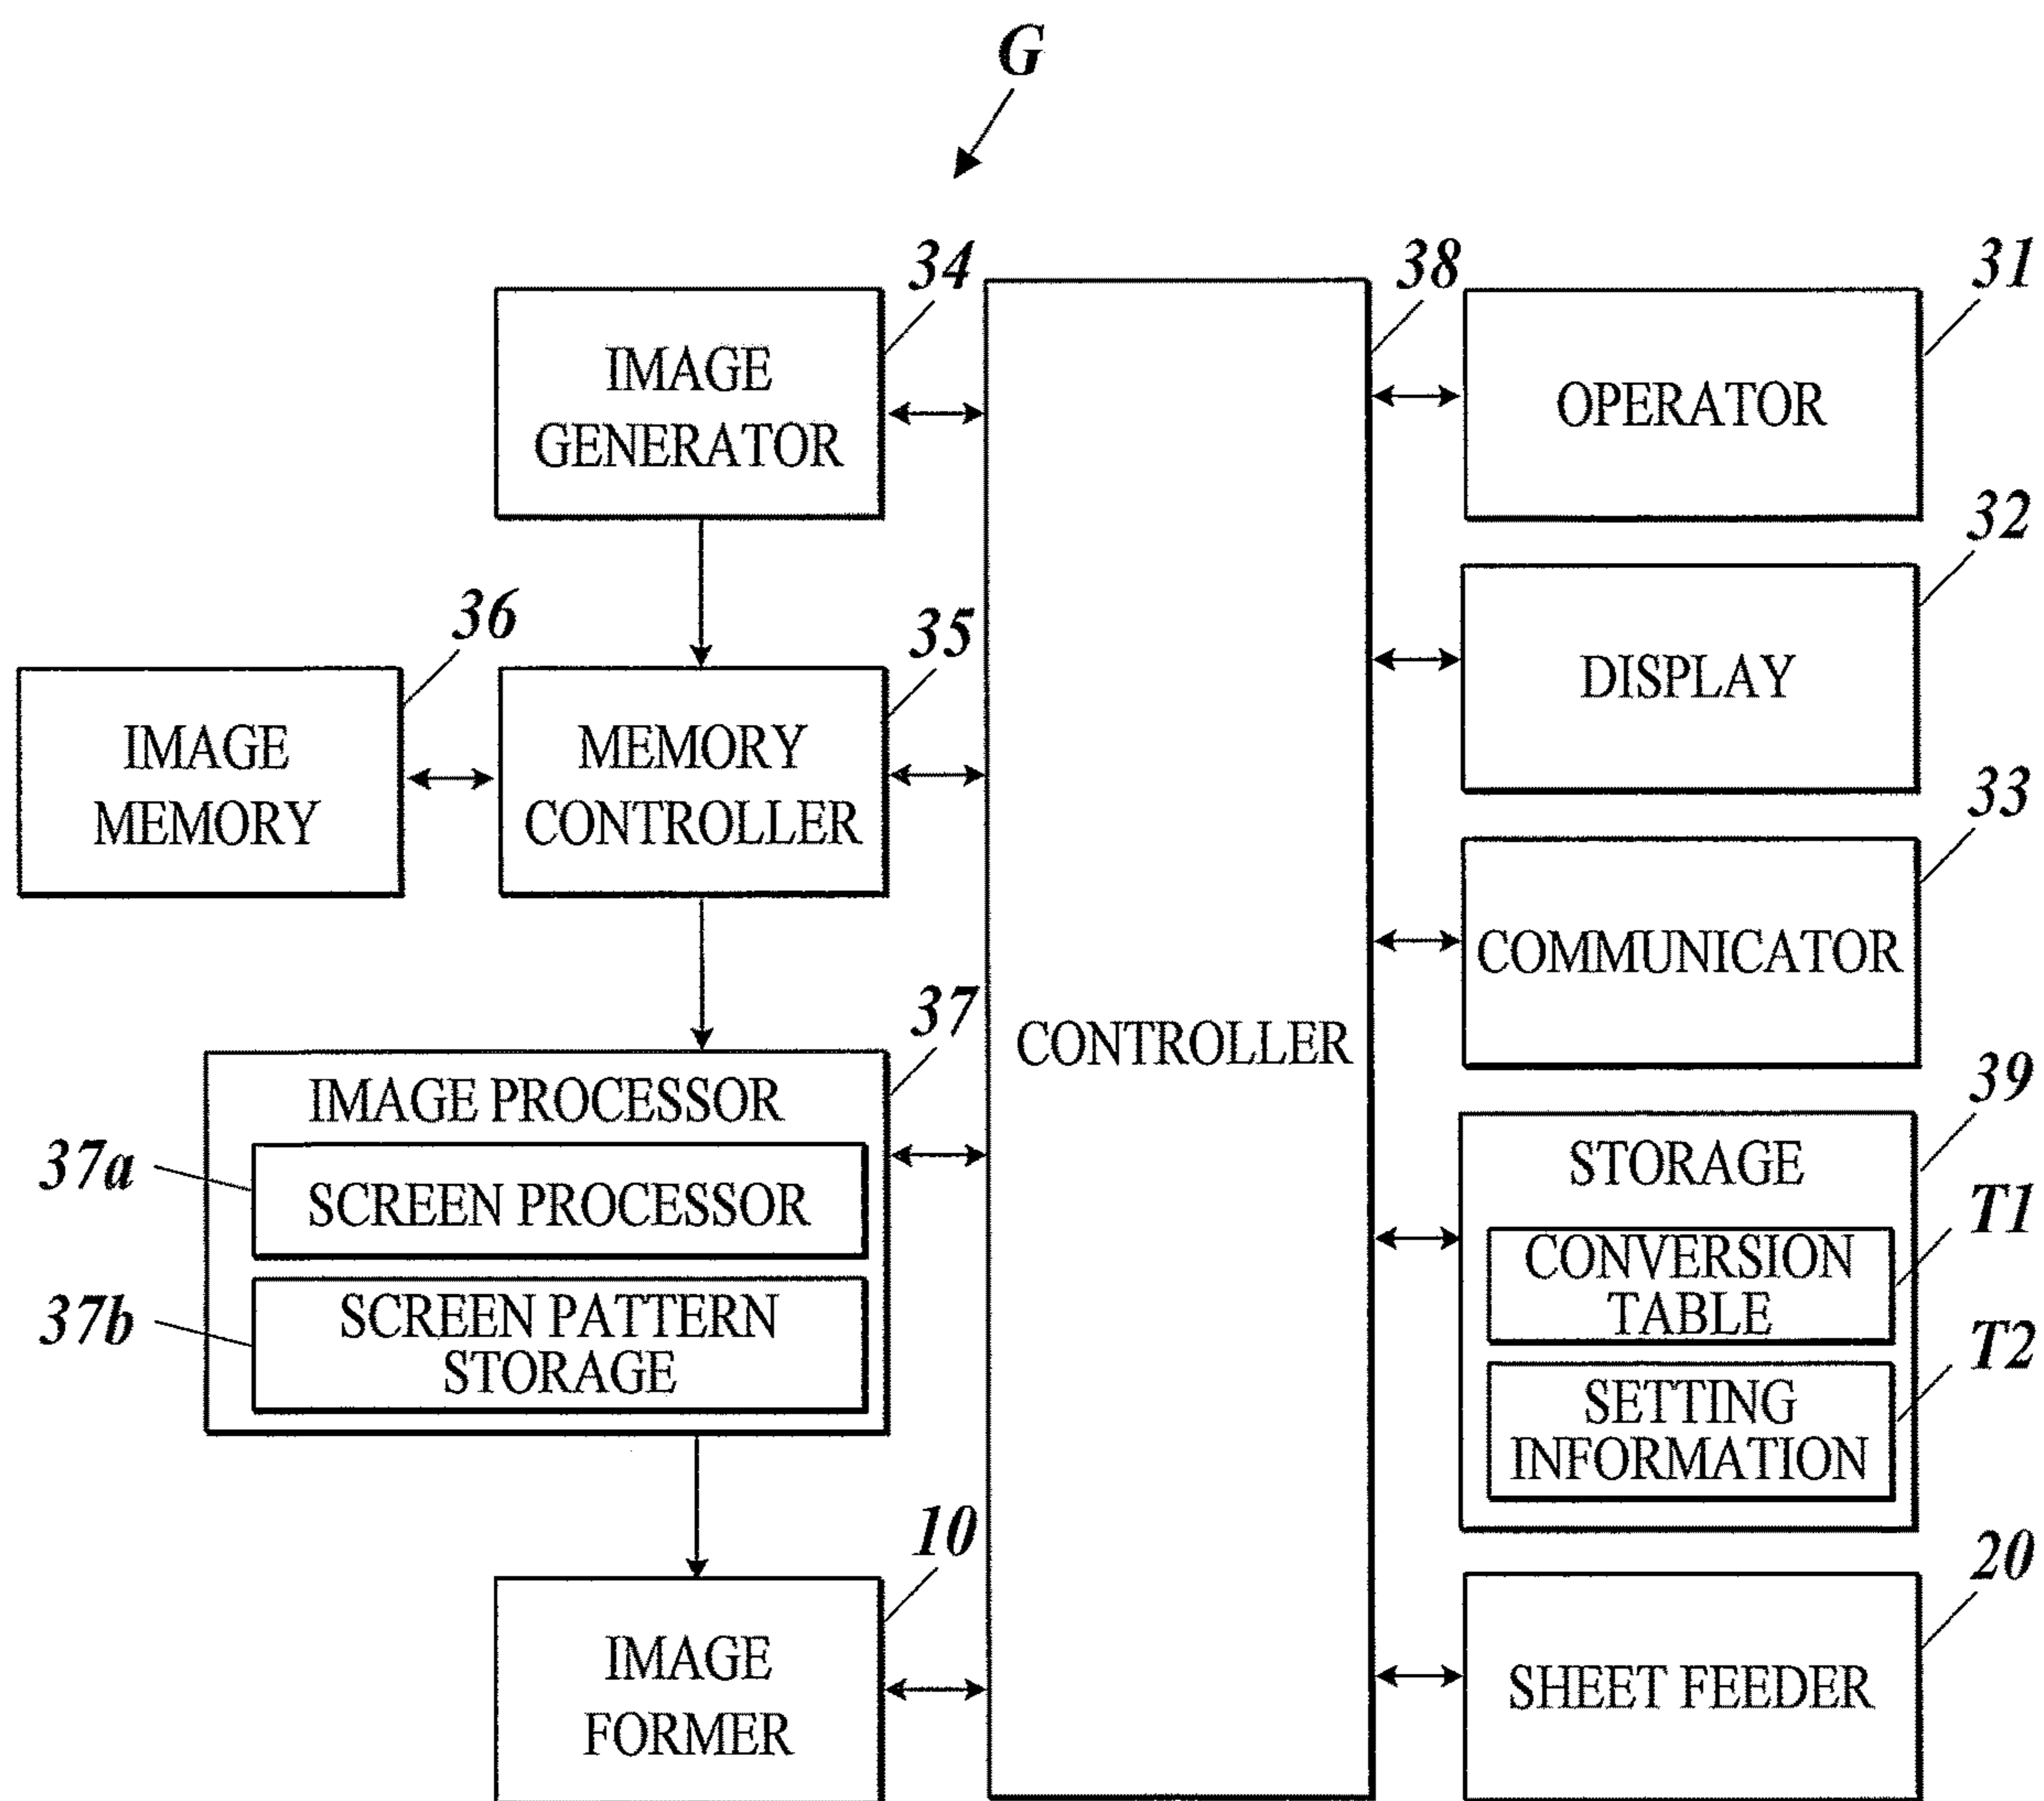 G
34
IMAGE
GENERATOR
36
IMAGE
MEMORY
35
MEMORY
CONTROLLER
37
IMAGE PROCESSOR
37a
SCREEN PROCESSOR
37b
SCREEN PATTERN
STORAGE
10
IMAGE
FORMER
38
CONTROLLER
31
OPERATOR
32
DISPLAY
33
COMMUNICATOR
39
STORAGE
T1
CONVERSION
TABLE
T2
SETTING
INFORMATION
20
SHEET FEEDER